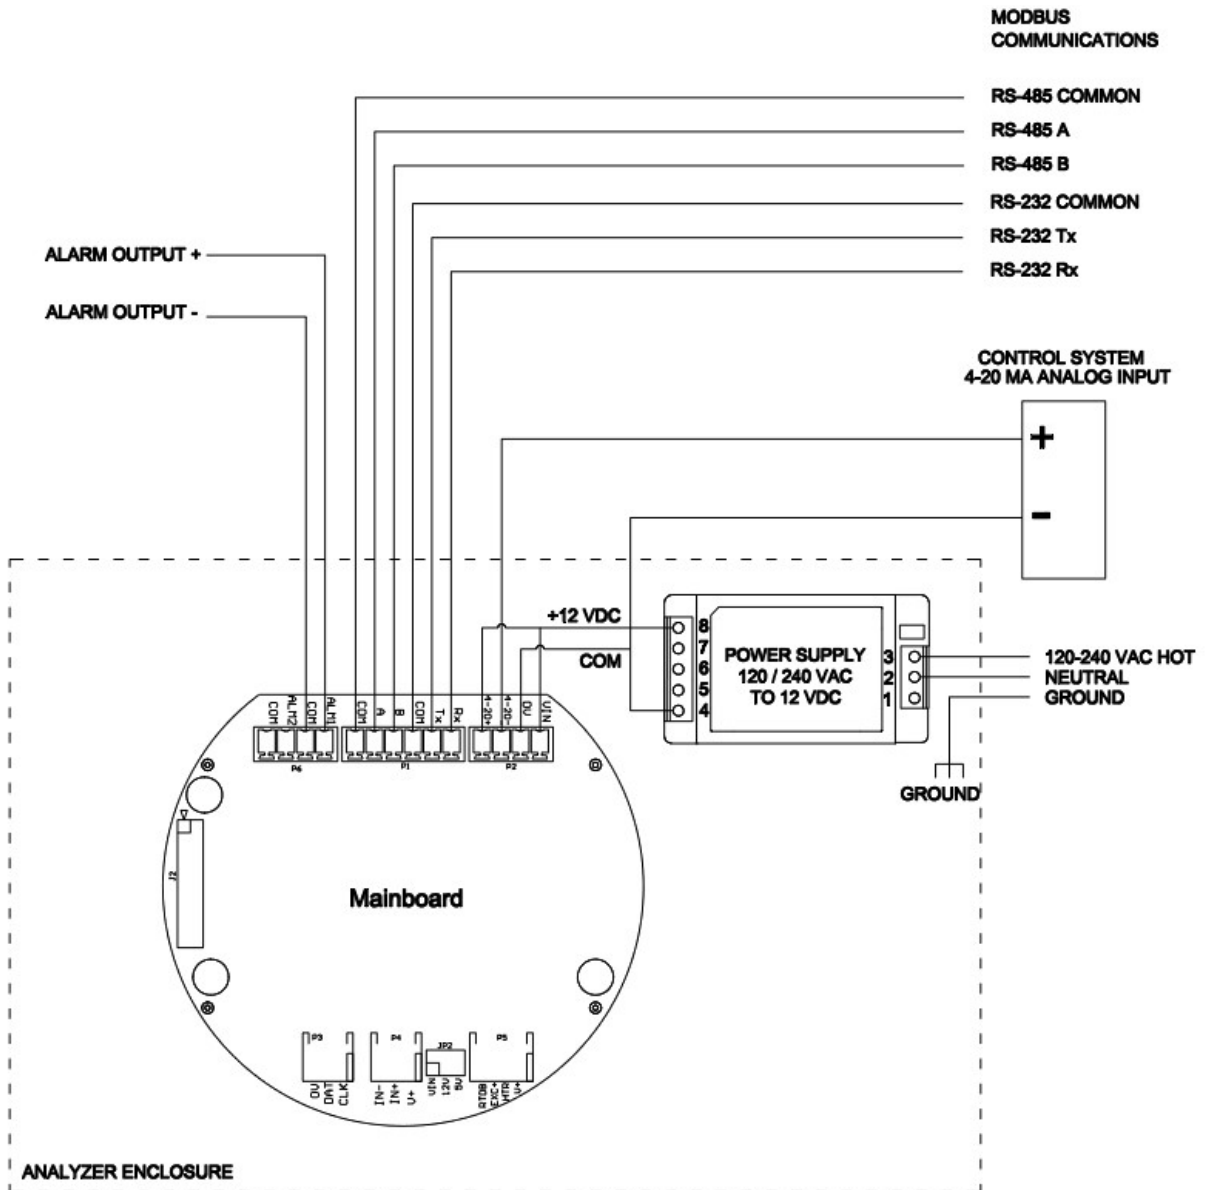 MODBUS
COMMUNICATIONS
RS-485 COMMON
RS-485 A
RS-485 B
RS-232 COMMON
RS-232 Tx
RS-232 Rx
ALARM OUTPUT +
ALARM OUTPUT -
CONTROL SYSTEM
4-20 MA ANALOG INPUT
+
-
+12 VDC
COM
8
7
6
5
4
POWER SUPPLY
120 / 240 VAC
TO 12 VDC
3
2
1
120-240 VAC HOT
NEUTRAL
GROUND
GROUND
COM
ALM2
COM
ALM1
COM
A
B
COM
Tx
Rx
4-20+
4-20-
0V
VIN
P6
P1
P2
J2
Mainboard
P3
0V
DAT
CLK
P4
IN-
IN+
V+
JP2
VIN
12V
5V
P5
RTDB
EXC+
HTR
V+
ANALYZER ENCLOSURE